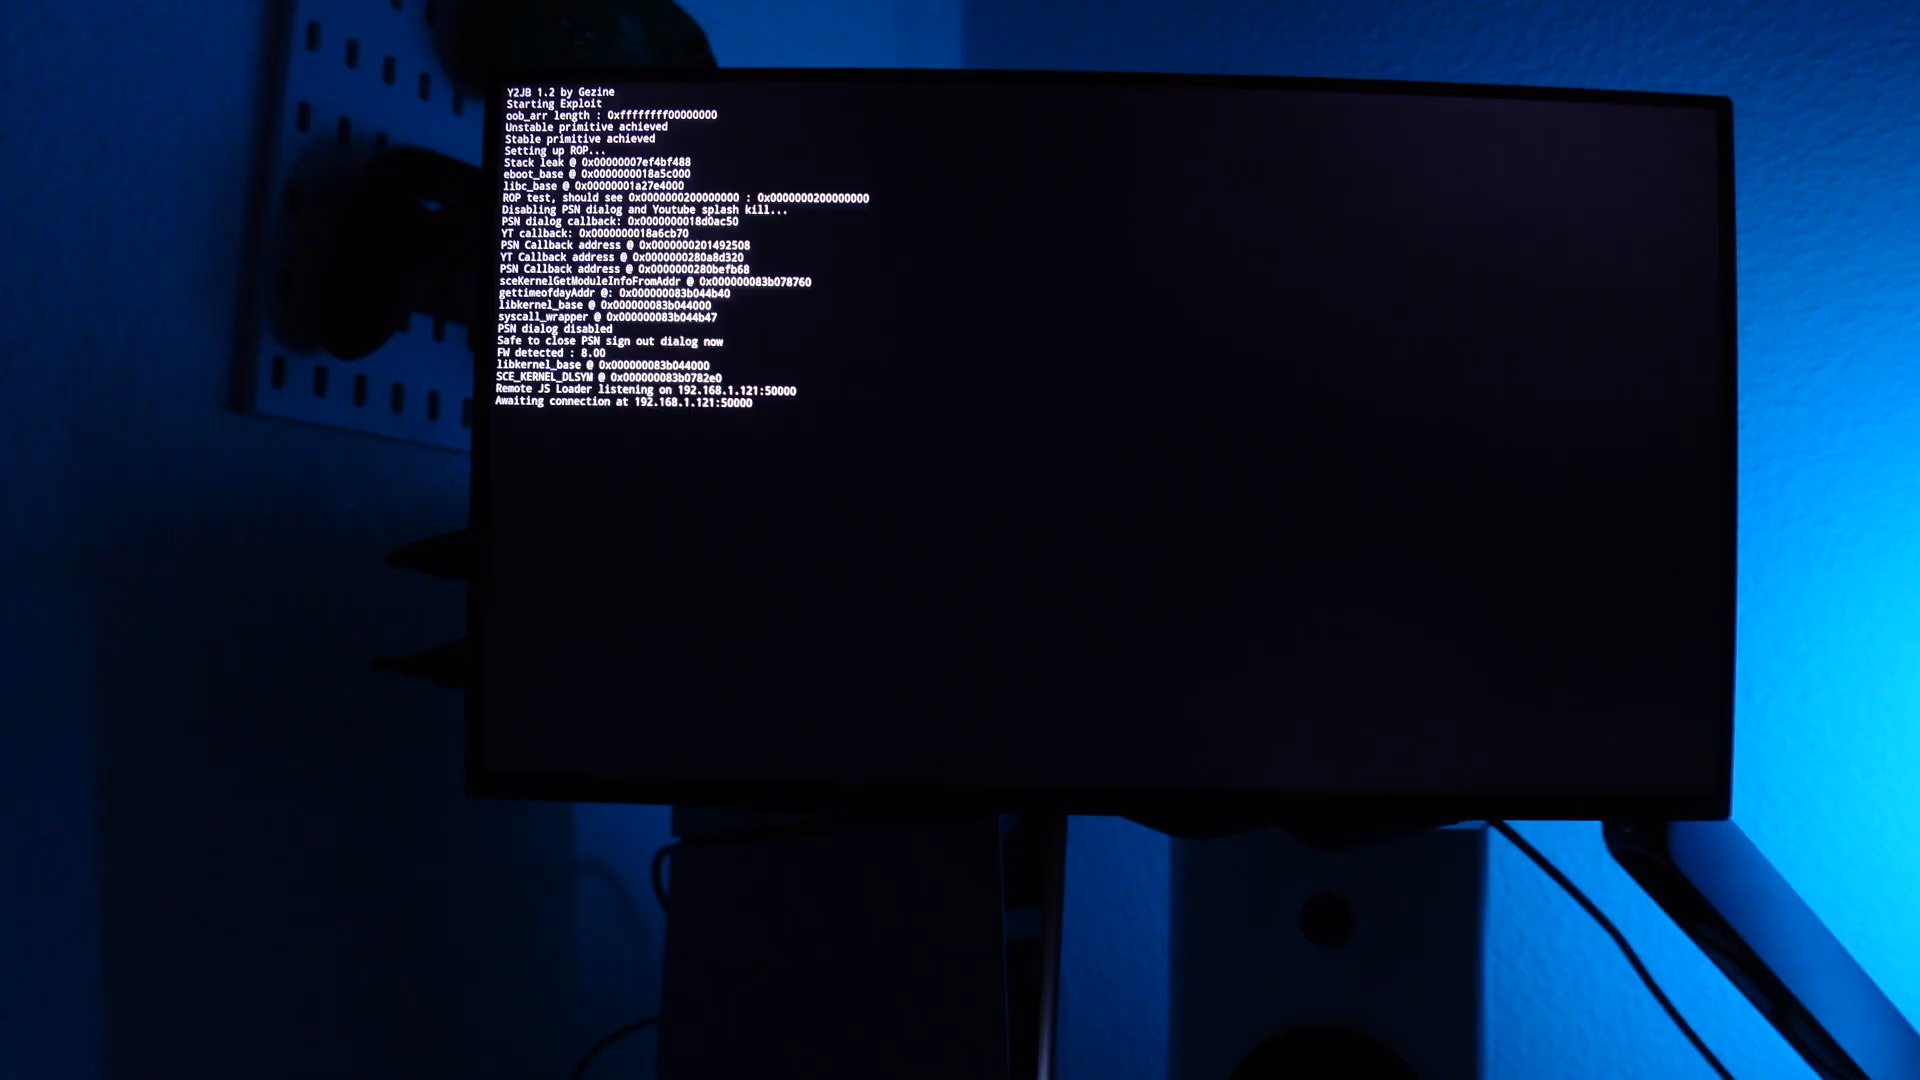 Y2JB 1.2 by Gezine
Starting Exploit
oob_arr length : 0xffffffff00000000
Unstable primitive achieved
Stable primitive achieved
Setting up ROP...
Stack leak @ 0x00000007ef4bf488
eboot_base @ 0x0000000018a5c000
libc_base @ 0x00000001a27e4000
ROP test, should see 0x0000000200000000 : 0x0000000200000000
Disabling PSN dialog and Youtube splash kill...
PSN dialog callback: 0x0000000018d0ac50
YT callback: 0x0000000018a6cb70
PSN Callback address @ 0x0000000201492508
YT Callback address @ 0x0000000280a8d320
PSN Callback address @ 0x0000000280befb68
sceKernelGetModuleInfoFromAddr @ 0x000000083b078760
gettimeofdayAddr @: 0x000000083b044b40
libkernel_base @ 0x000000083b044000
syscall_wrapper @ 0x000000083b044b47
PSN dialog disabled
Safe to close PSN sign out dialog now
FW detected : 8.00
libkernel_base @ 0x000000083b044000
SCE_KERNEL_DLSYM @ 0x000000083b0782e0
Remote JS Loader listening on 192.168.1.121:50000
Awaiting connection at 192.168.1.121:50000